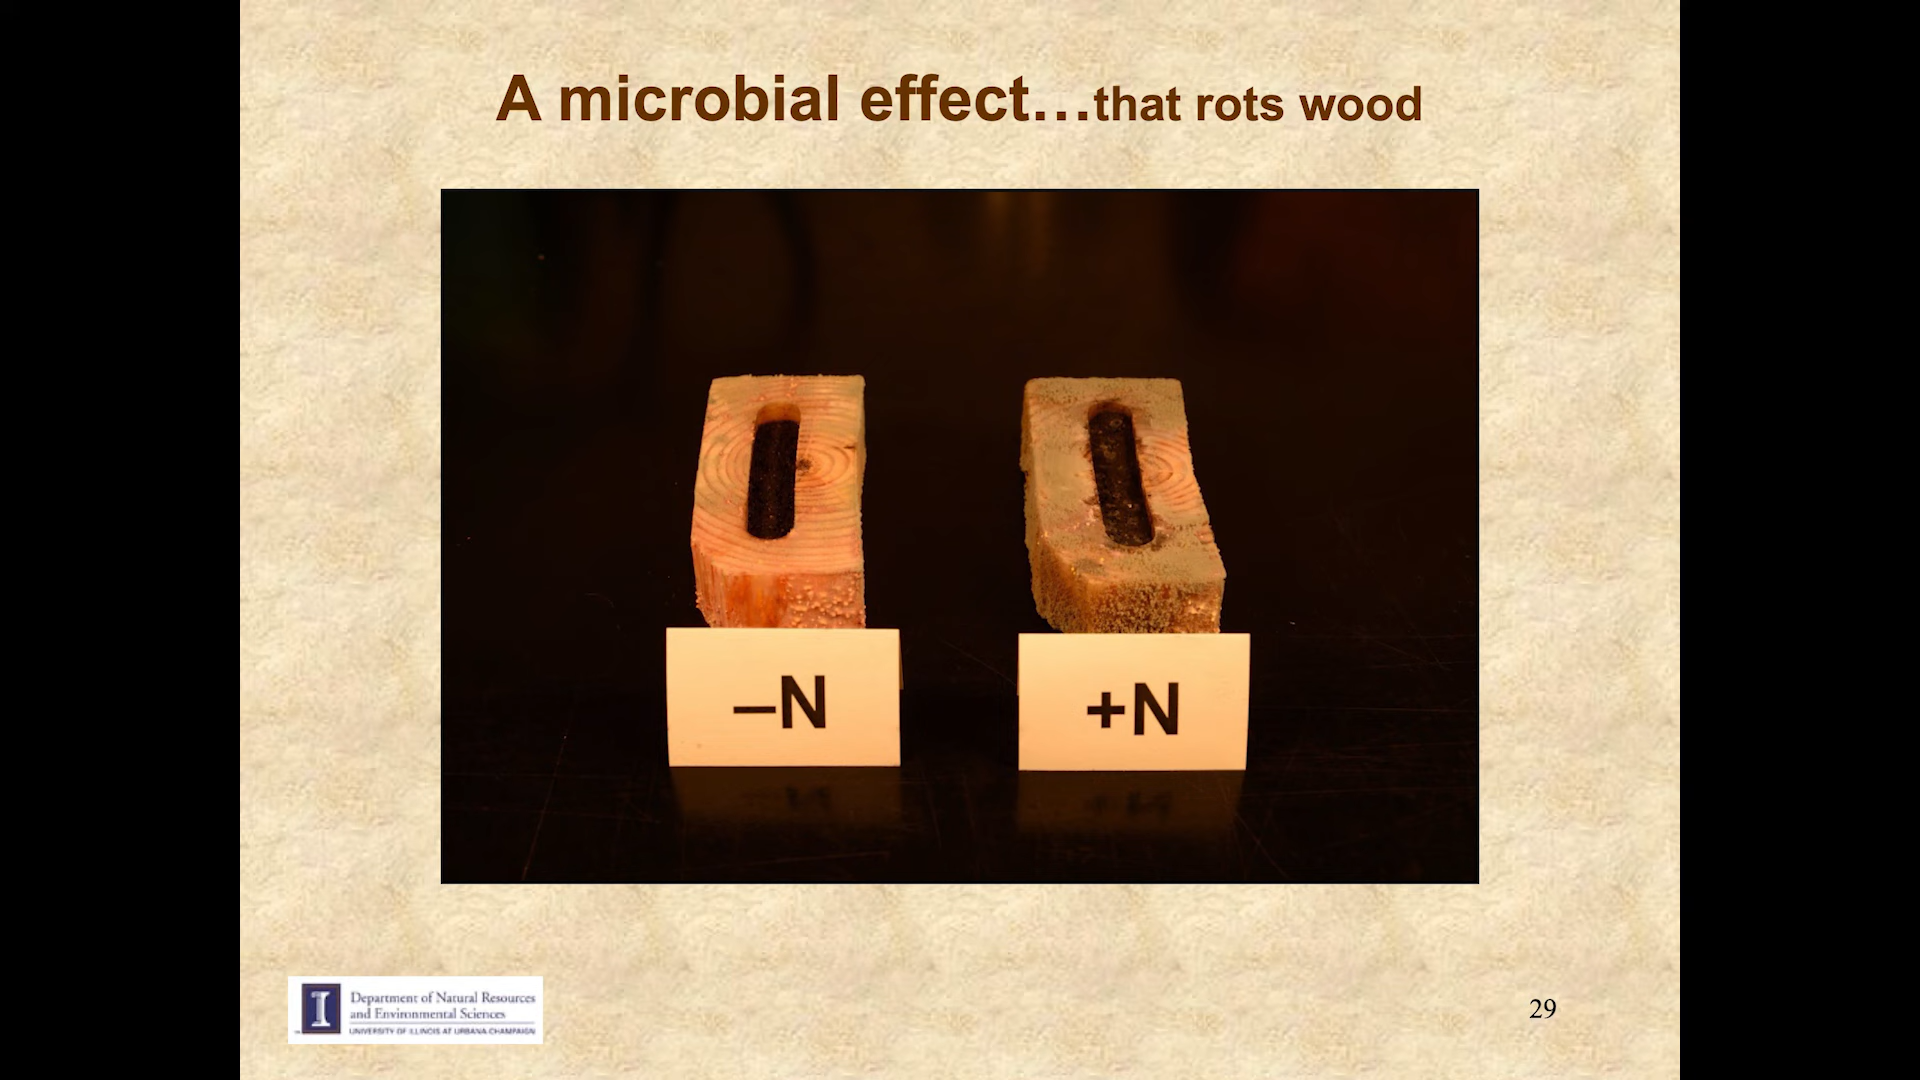 A microbial effect…that rots wood
–N
+N
Department of Natural Resources
and Environmental Sciences
UNIVERSITY OF ILLINOIS AT URBANA-CHAMPAIGN
29